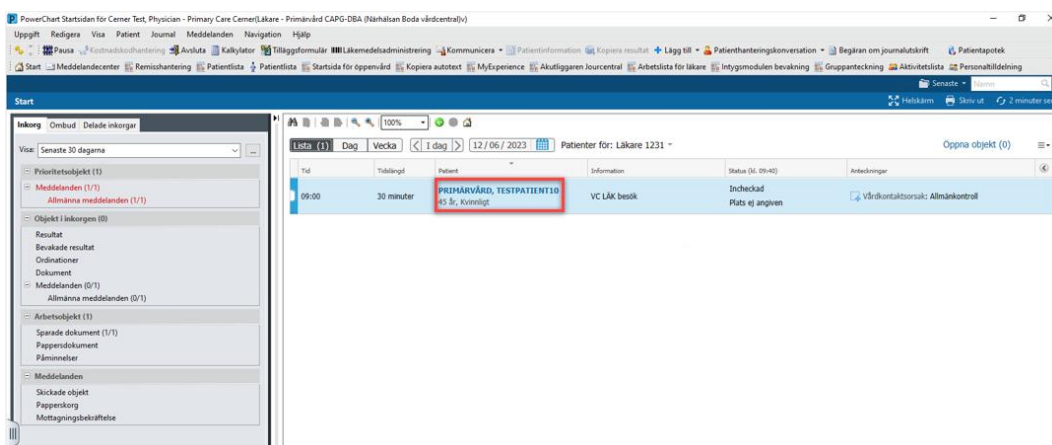 PowerChart Startsidan för Cerner Test, Physician - Primary Care Cerner(Läkare - Primärvård CAPG-DBA (Närhälsan Boda vårdcentral)v)
Uppgift Redigera Visa Patient Journal Meddelanden Navigation Hjälp
Pausa Kostnadskodhantering Avsluta Kalkylator Tilläggsformulär Läkemedelsadministrering Kommunicera Patientinformation Kopiera resultat Lägg till Patienthanteringskonversation Begäran om journalutskrift Patientapotek
Start Meddelandecenter Remisshantering Patientlista Patientlista Startsida för öppenvård Kopiera autotext MyExperience Akutliggaren Jourcentral Arbetslista för läkare Intygsmodulen bevakning Gruppanteckning Aktivitetslista Personaltilldelning
Senaste Namn
Start Helskärm Skriv ut 2 minuter sed
Inkorg Ombud Delade inkorgar
Visa: Senaste 30 dagarna ...
Prioritetsobjekt (1)
Meddelanden (1/1)
Allmänna meddelanden (1/1)
Objekt i inkorgen (0)
Resultat
Bevakade resultat
Ordinationer
Dokument
Meddelanden (0/1)
Allmänna meddelanden (0/1)
Arbetsobjekt (1)
Sparade dokument (1/1)
Pappersdokument
Påminnelser
Meddelanden
Skickade objekt
Papperskorg
Mottagningsbekräftelse
100%
Lista (1) Dag Vecka I dag 12/06/2023 Patienter för: Läkare 1231 Öppna objekt (0)
Tid Tidslängd Patient Information Status (kl. 09:40) Anteckningar
09:00 30 minuter PRIMÄRVÅRD, TESTPATIENT10 VC LÄK besök Incheckad Vårdkontaktsorsak: Allmänkontroll
45 år, Kvinnligt Plats ej angiven